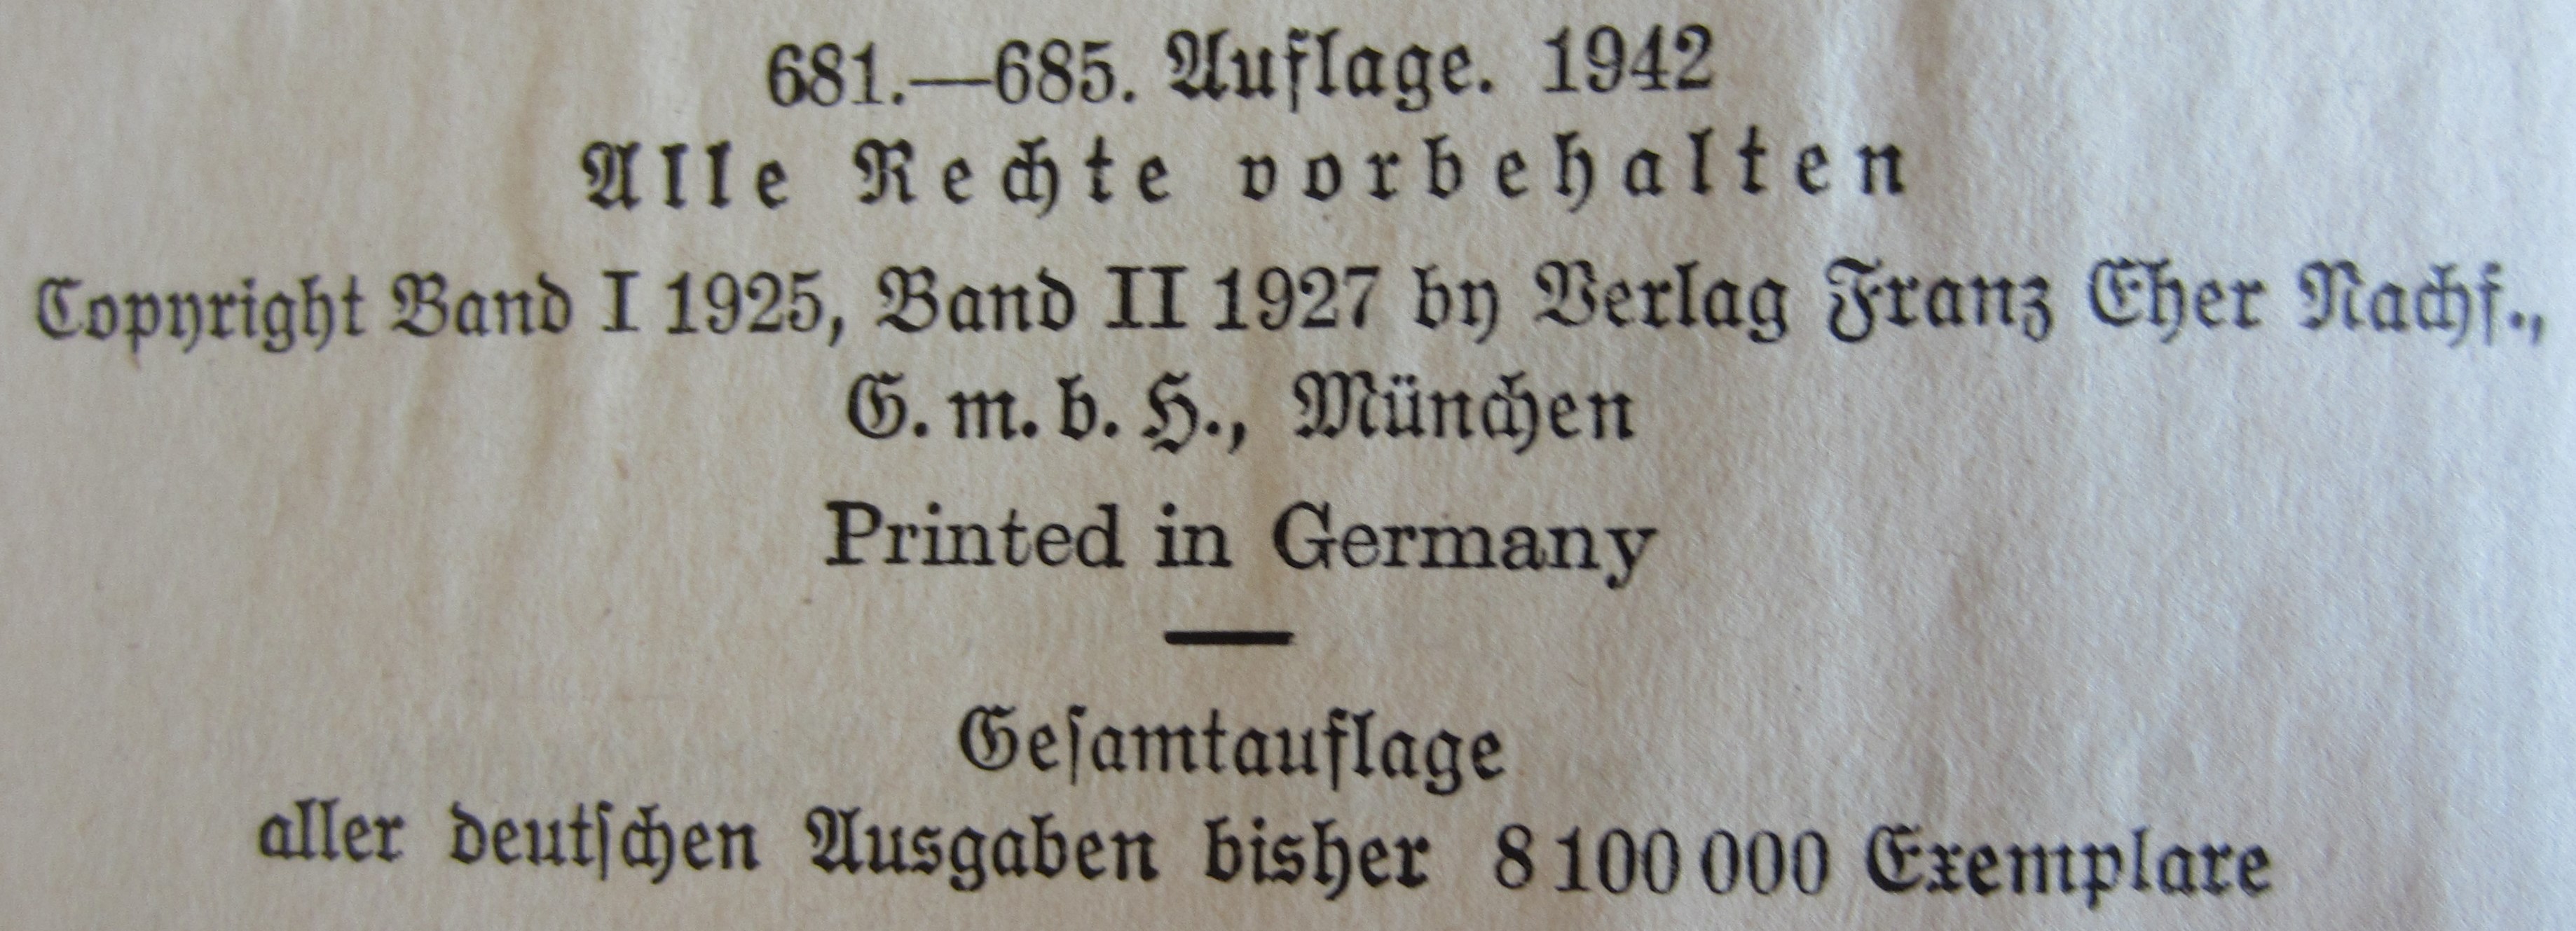 681.—685. Auflage. 1942
Alle Rechte vorbehalten
Copyright Band I 1925, Band II 1927 by Verlag Franz Eher Nachf.,
G. m. b. H., München
Printed in Germany
Geſamtauflage
aller deutſchen Ausgaben bisher 8 100 000 Exemplare